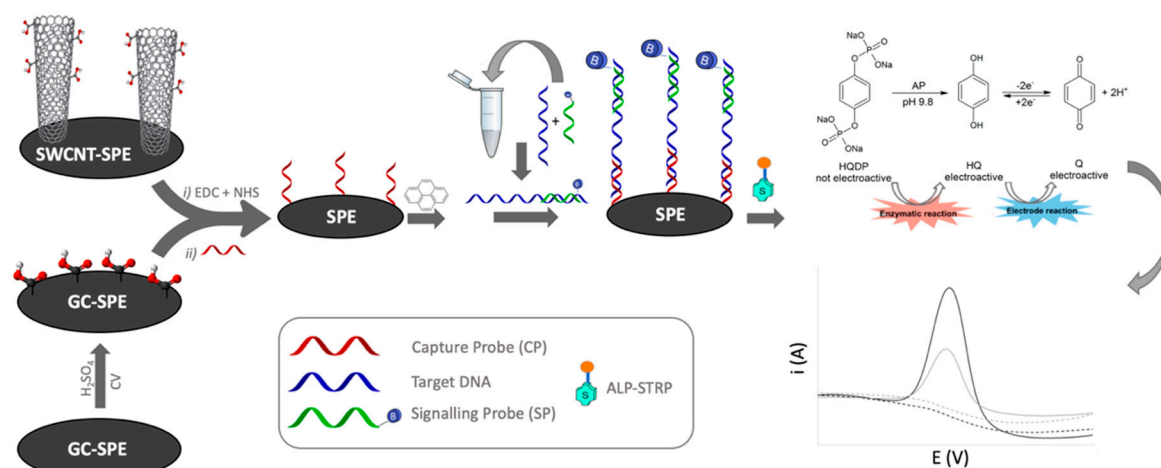 SWCNT-SPE
i) EDC + NHS
ii)
GC-SPE
H₂SO₄
CV
GC-SPE
SPE
B
+
B
B
B
B
SPE
S
NaO
O
P
ONa
O
O
P
O
NaO
ONa
HQDP
not electroactive
AP
pH 9.8
OH
OH
HQ
electroactive
-2e⁻
+2e⁻
O
O
+ 2H⁺
Q
electroactive
Enzymatic reaction
Electrode reaction
Capture Probe (CP)
Target DNA
Signalling Probe (SP)
B
S
ALP-STRP
i (A)
E (V)